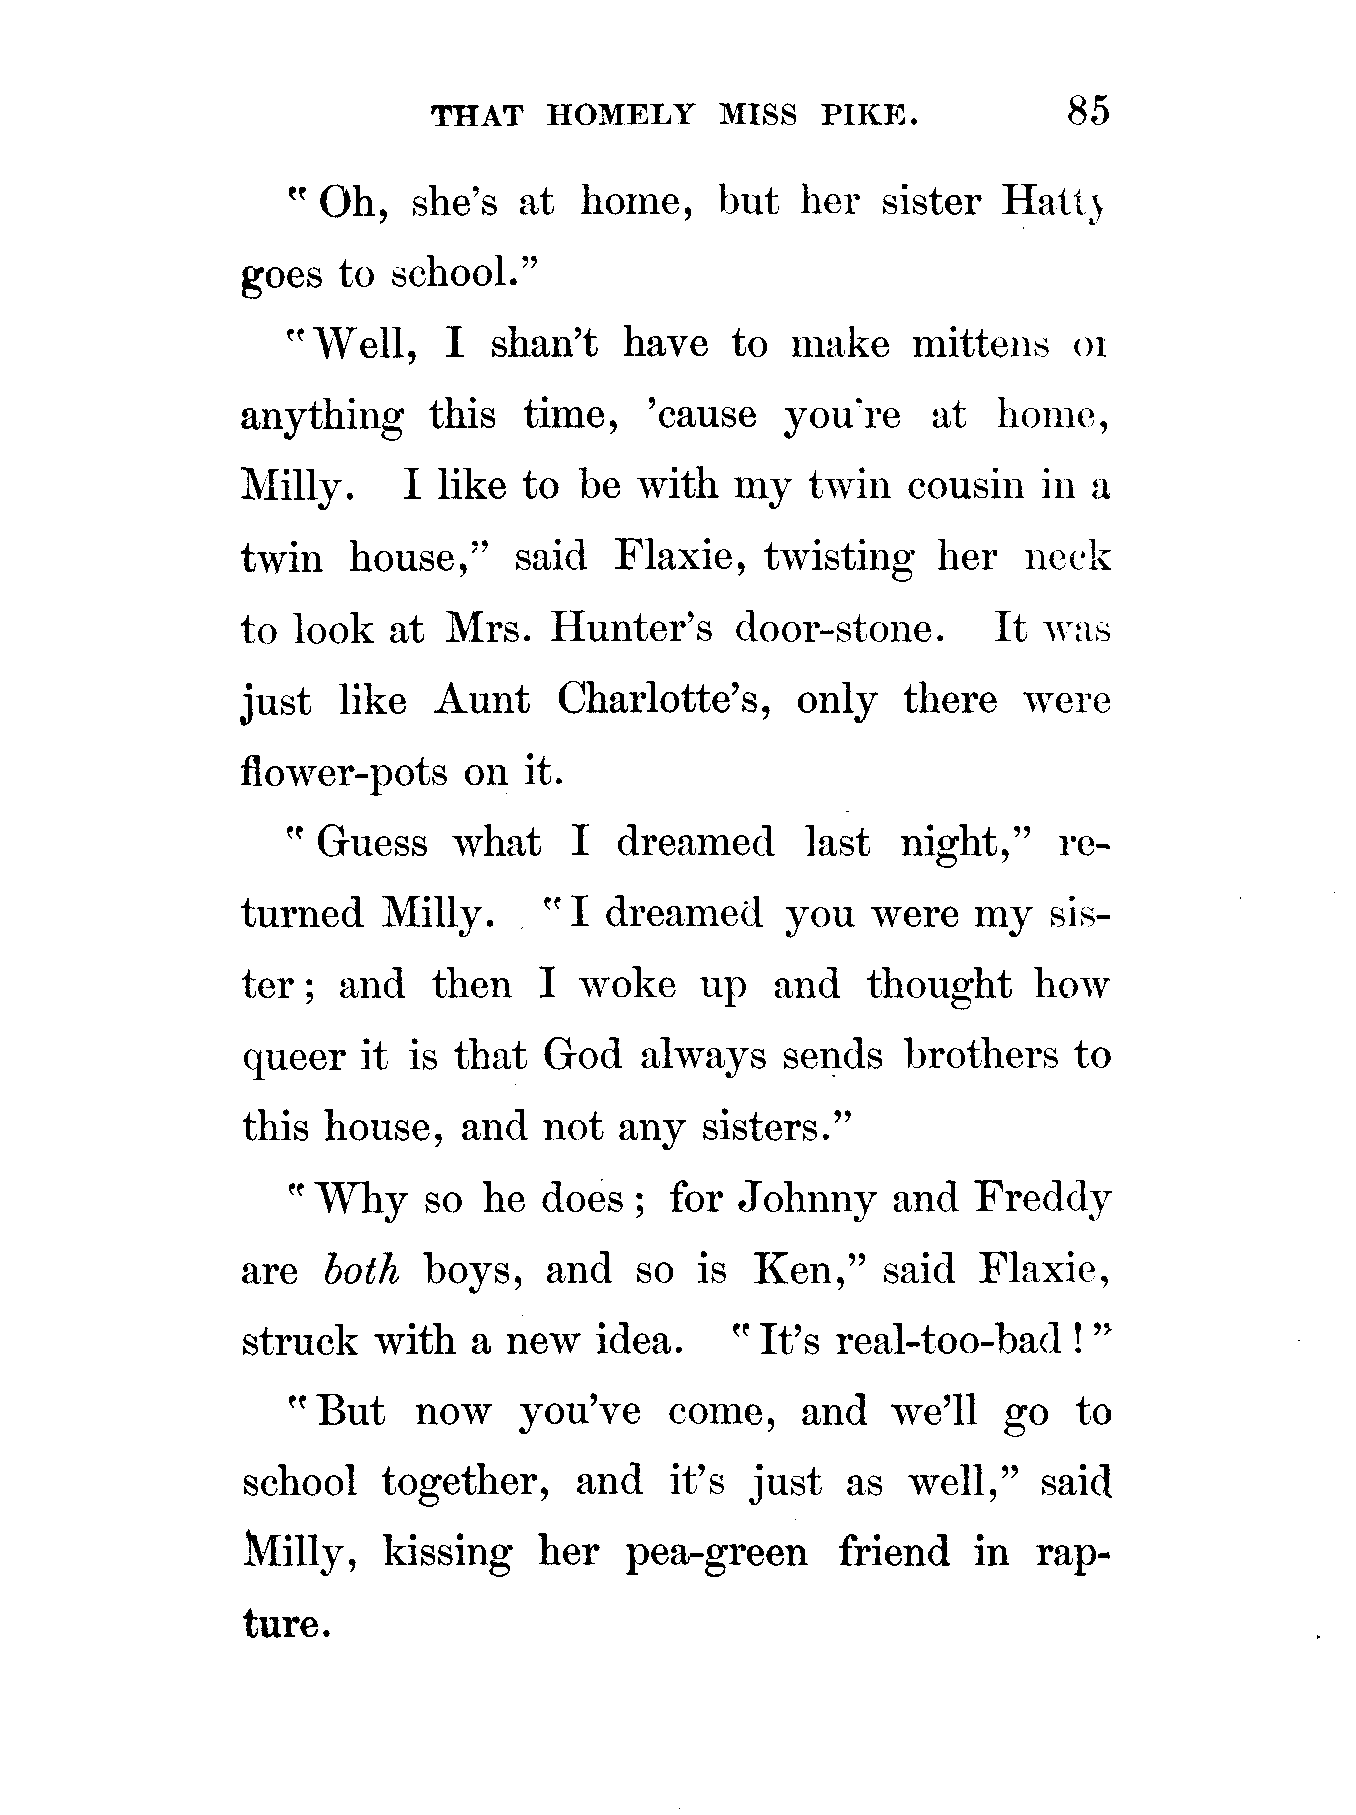 THAT HOMELY MISS PIKE. 85
"Oh, she's at home, but her sister Hatty
goes to school."
"Well, I shan't have to make mittens or
anything this time, 'cause you're at home,
Milly. I like to be with my twin cousin in a
twin house," said Flaxie, twisting her neck
to look at Mrs. Hunter's door-stone. It was
just like Aunt Charlotte's, only there were
flower-pots on it.
"Guess what I dreamed last night," re-
turned Milly. "I dreamed you were my sis-
ter; and then I woke up and thought how
queer it is that God always sends brothers to
this house, and not any sisters."
"Why so he does; for Johnny and Freddy
are both boys, and so is Ken," said Flaxie,
struck with a new idea. "It's real-too-bad!"
"But now you've come, and we'll go to
school together, and it's just as well," said
Milly, kissing her pea-green friend in rap-
ture.